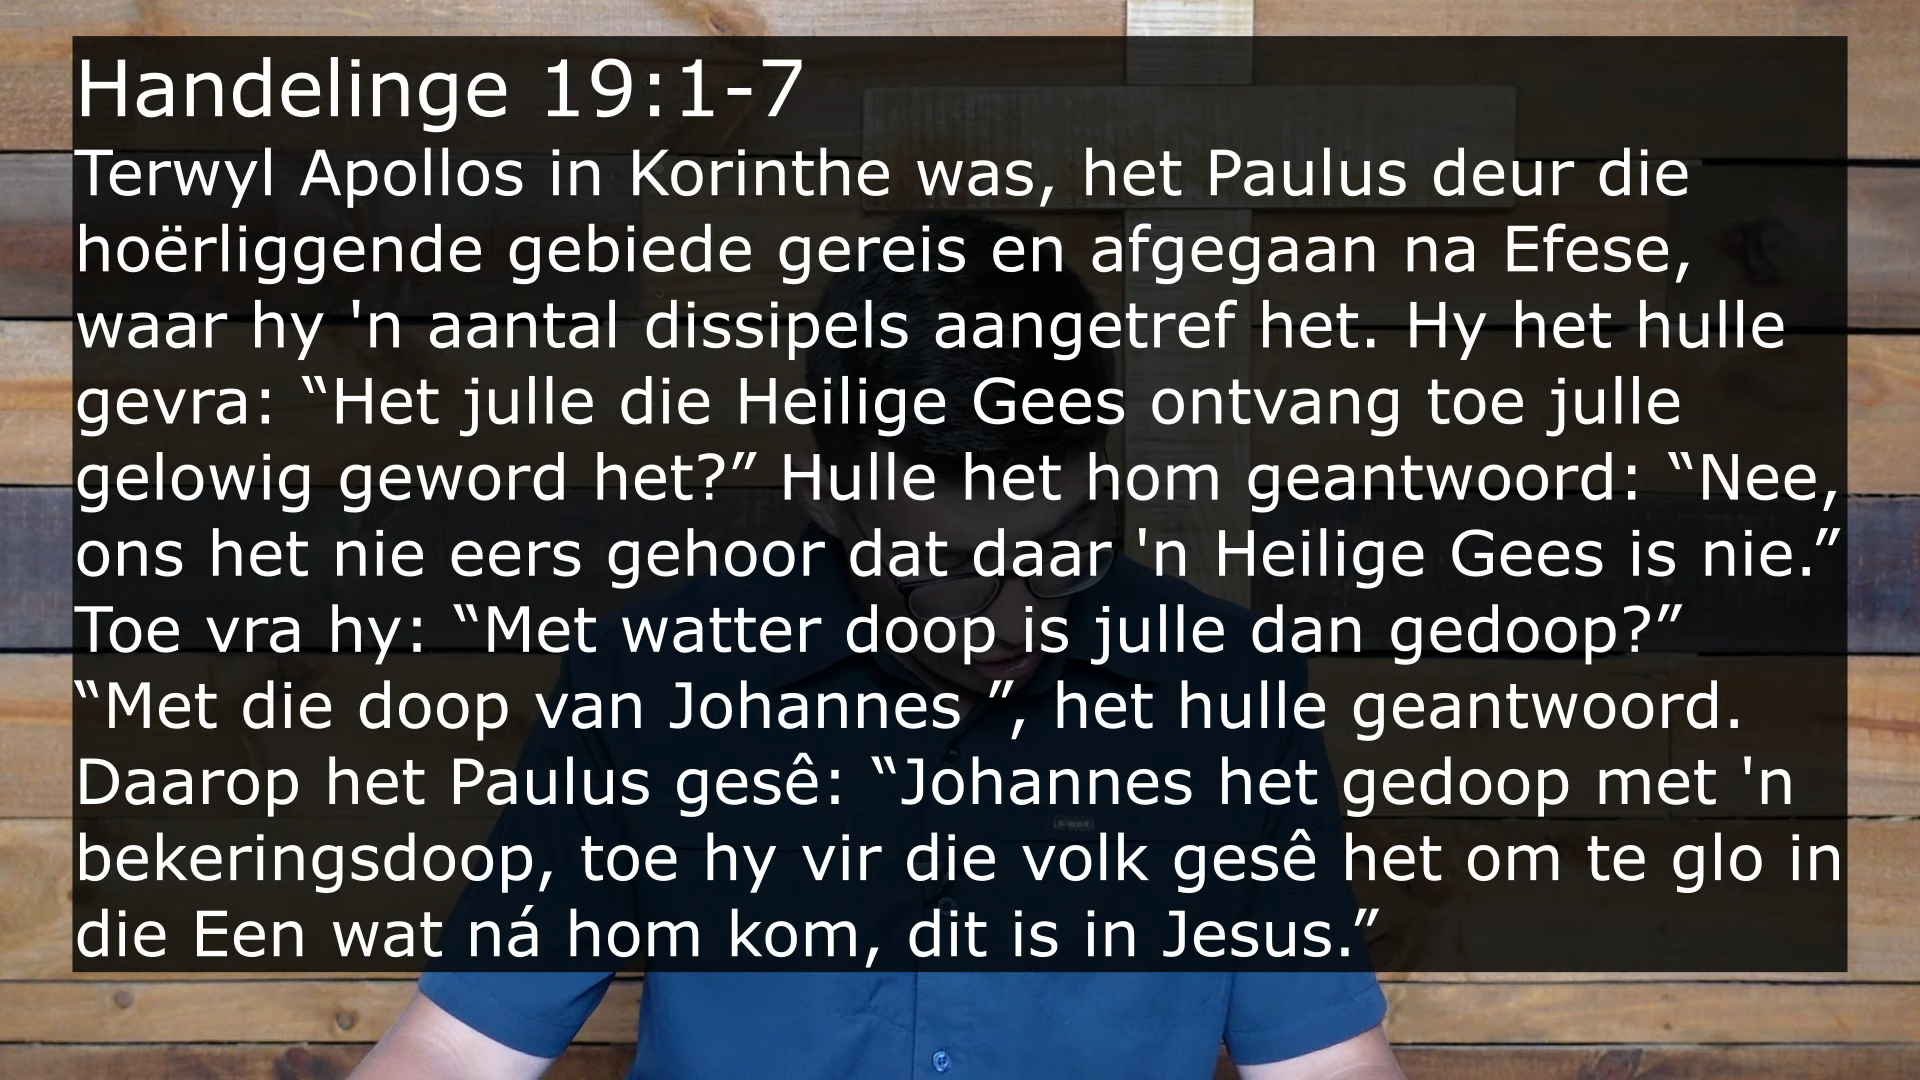 Handelinge 19:1-7
Terwyl Apollos in Korinthe was, het Paulus deur die
hoërliggende gebiede gereis en afgegaan na Efese,
waar hy 'n aantal dissipels aangetref het. Hy het hulle
gevra: “Het julle die Heilige Gees ontvang toe julle
gelowig geword het?” Hulle het hom geantwoord: “Nee,
ons het nie eers gehoor dat daar 'n Heilige Gees is nie.”
Toe vra hy: “Met watter doop is julle dan gedoop?”
“Met die doop van Johannes ”, het hulle geantwoord.
Daarop het Paulus gesê: “Johannes het gedoop met 'n
bekeringsdoop, toe hy vir die volk gesê het om te glo in
die Een wat ná hom kom, dit is in Jesus.”